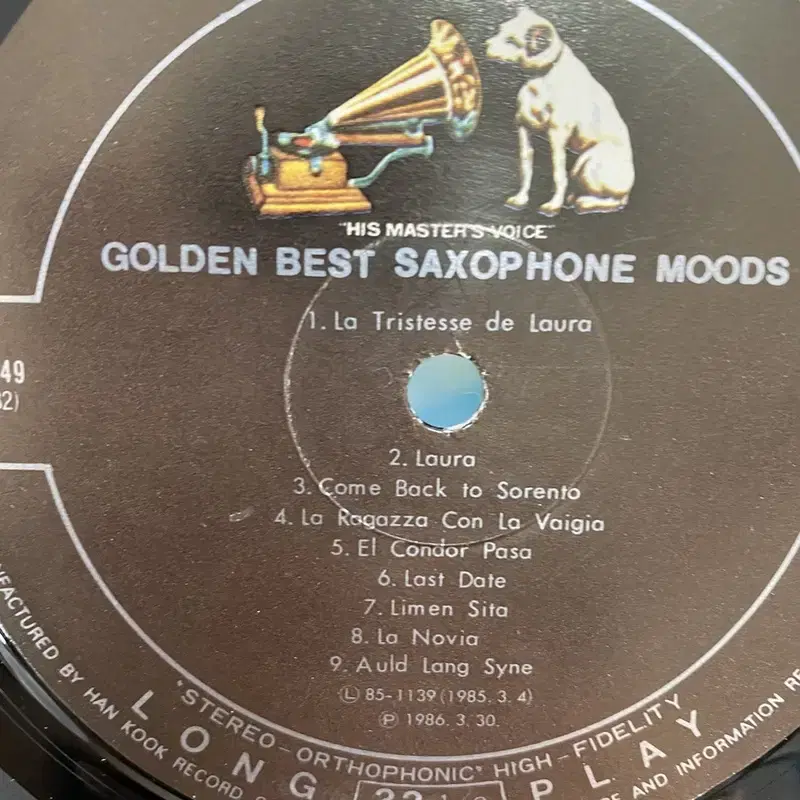 "HIS MASTER'S VOICE"
GOLDEN BEST SAXOPHONE MOODS
1. La Tristesse de Laura
49
2. Laura
3. Come Back to Sorento
4. La Ragazza Con La Vaigia
5. El Condor Pasa
6. Last Date
7. Limen Sita
8. La Novia
9. Auld Lang Syne
Ⓛ 85-1139 (1985. 3. 4)
Ⓟ 1986. 3. 30.
"STEREO-ORTHOPHONIC" HIGH-FIDELITY
LONG PLAY
BY HAN KOOK RECORD
AND INFORMATION